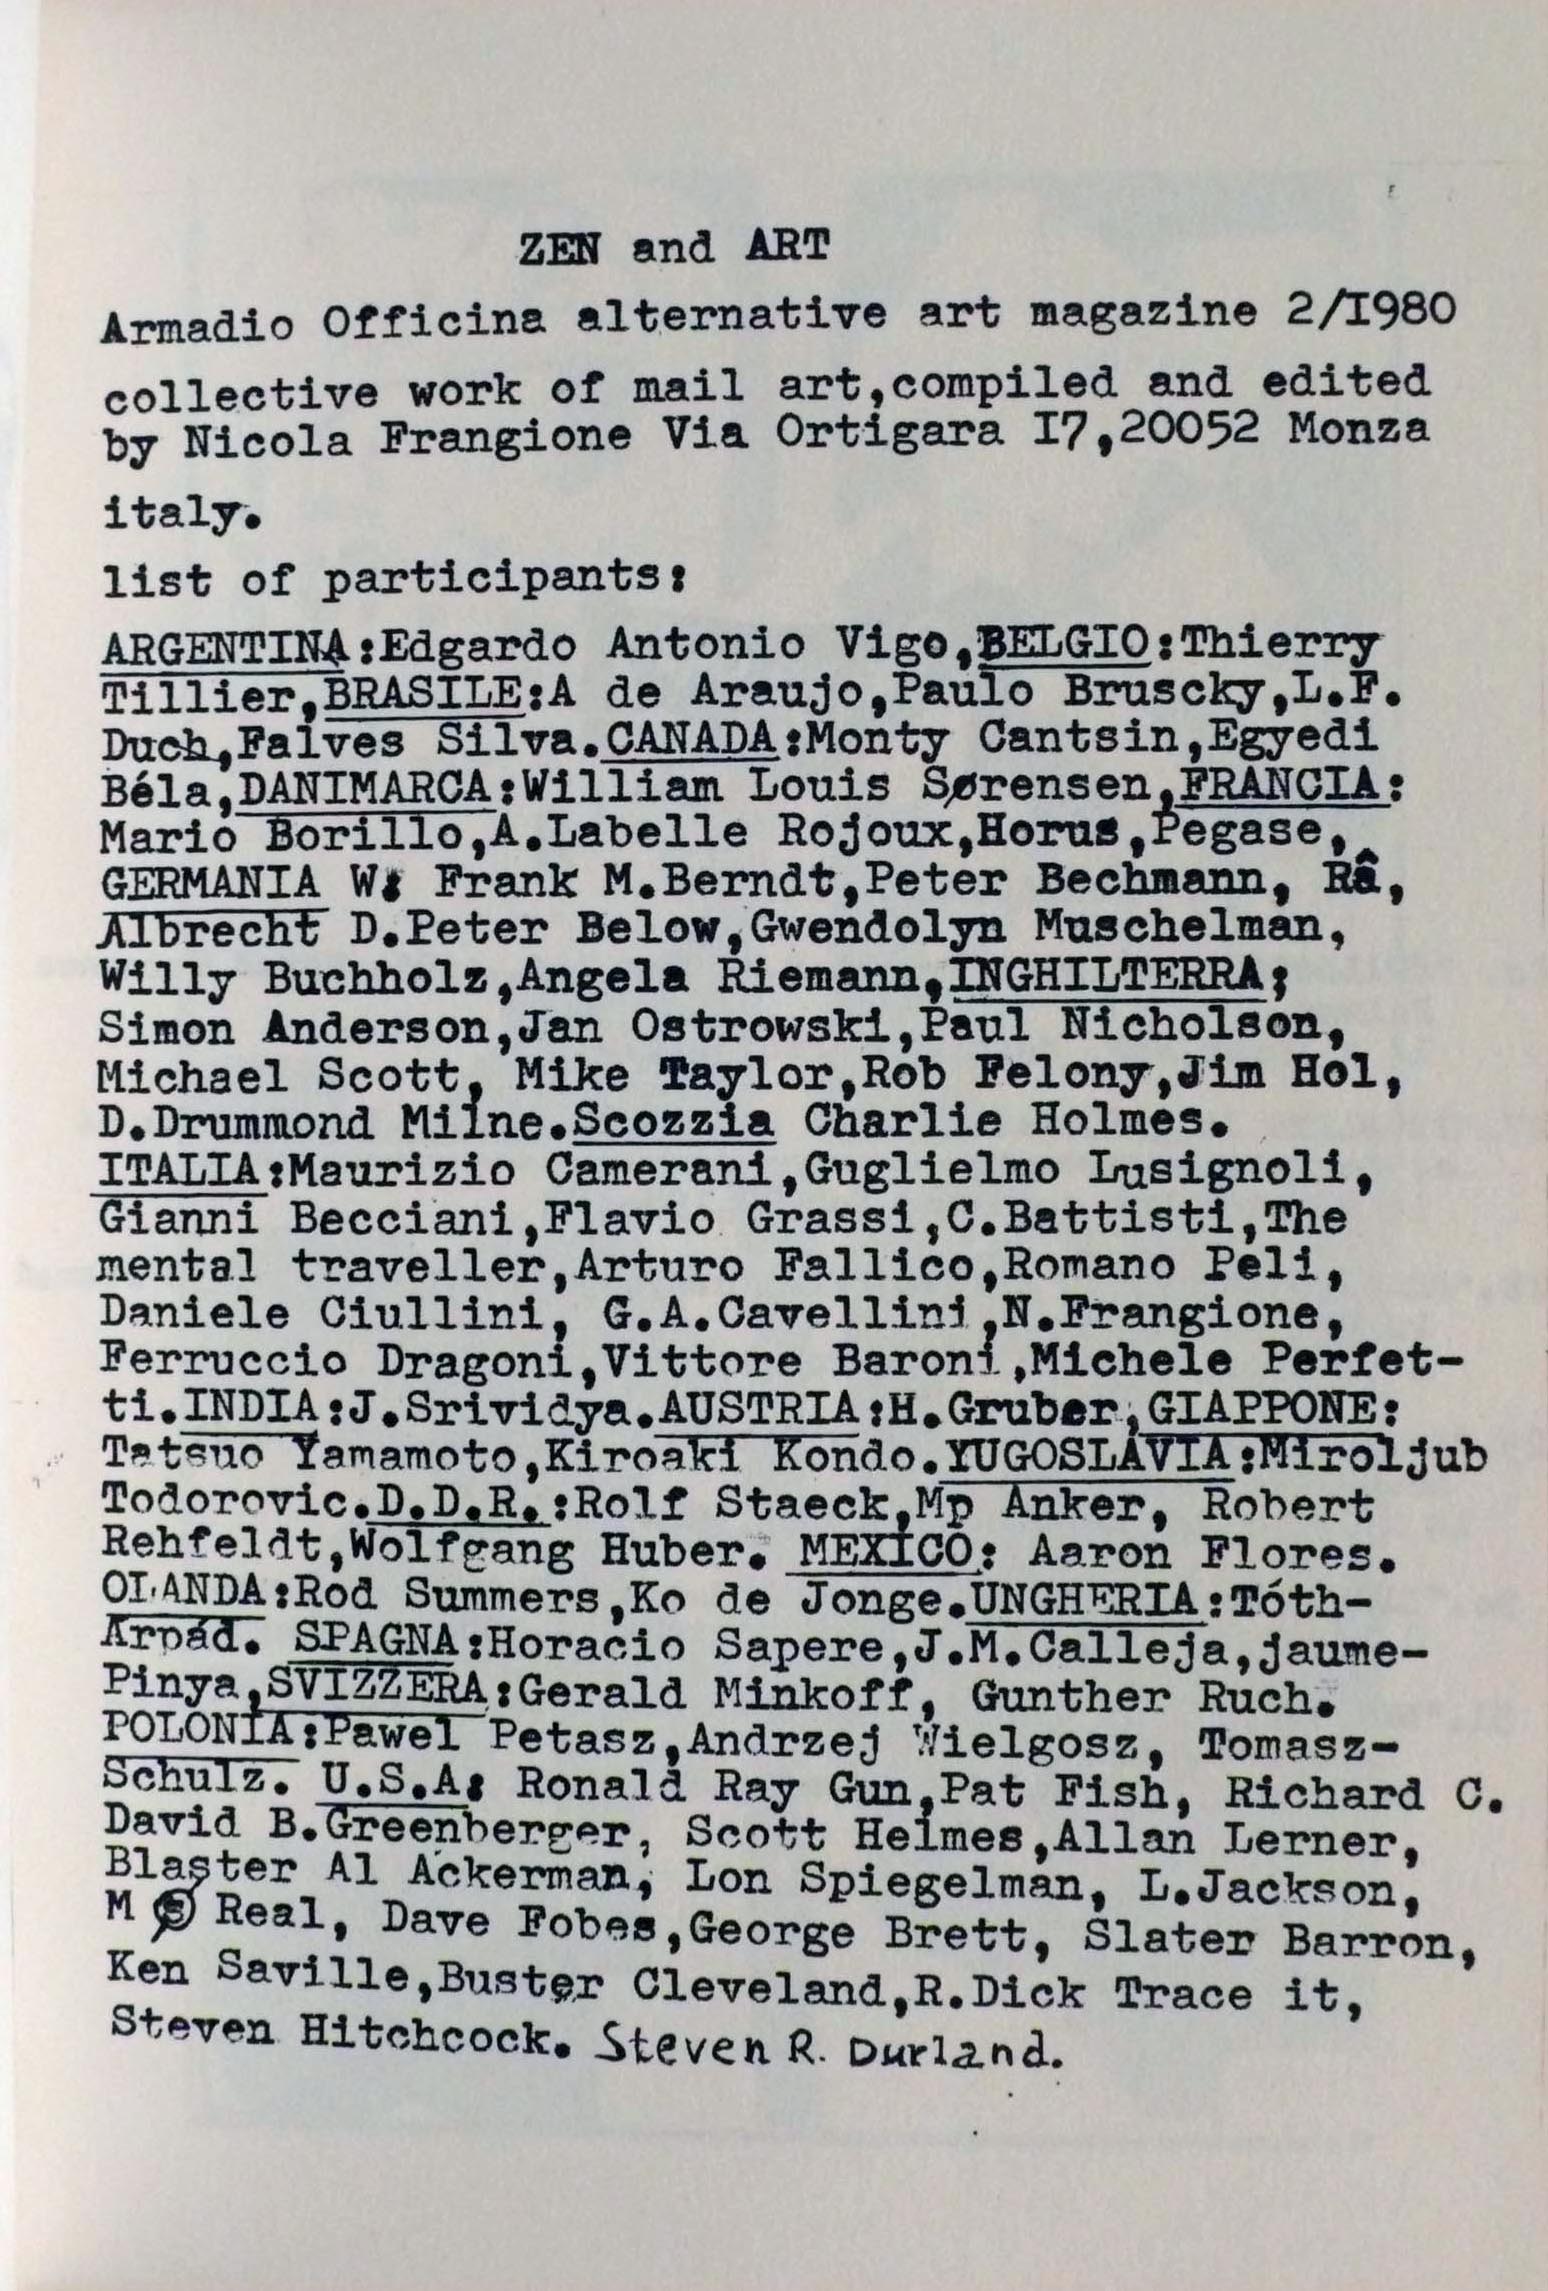 ZEN and ART
Armadio Officina alternative art magazine 2/I980
collective work of mail art,compiled and edited
by Nicola Frangione Via Ortigara I7,20052 Monza
italy.
list of participants:
ARGENTINA:Edgardo Antonio Vigo,BELGIO:Thierry
Tillier,BRASILE:A de Araujo,Paulo Bruscky,L.F.
Duch,Falves Silva.CANADA:Monty Cantsin,Egyedi
Béla,DANIMARCA:William Louis Sørensen,FRANCIA:
Mario Borillo,A.Labelle Rojoux,Horus,Pegase,
GERMANIA W: Frank M.Berndt,Peter Bechmann, Râ,
Albrecht D.Peter Below,Gwendolyn Muschelman,
Willy Buchholz,Angela Riemann,INGHILTERRA;
Simon Anderson,Jan Ostrowski,Paul Nicholson,
Michael Scott, Mike Taylor,Rob Felony,Jim Hol,
D.Drummond Milne.Scozzia Charlie Holmes.
ITALIA:Maurizio Camerani,Guglielmo Lusignoli,
Gianni Becciani,Flavio Grassi,C.Battisti,The
mental traveller,Arturo Fallico,Romano Peli,
Daniele Ciullini, G.A.Cavellini,N.Frangione,
Ferruccio Dragoni,Vittore Baroni,Michele Perfet-
ti.INDIA:J.Srividya.AUSTRIA:H.Gruber,GIAPPONE:
Tatsuo Yamamoto,Kiroaki Kondo.YUGOSLAVIA:Miroljub
Todorovic.D.D.R.:Rolf Staeck,Mp Anker, Robert
Rehfeldt,Wolfgang Huber. MEXICO: Aaron Flores.
OLANDA:Rod Summers,Ko de Jonge.UNGHERIA:Tóth-
Arpád. SPAGNA:Horacio Sapere,J.M.Calleja,jaume-
Pinya,SVIZZERA:Gerald Minkoff, Gunther Ruch.
POLONIA:Pawel Petasz,Andrzej Wielgosz, Tomasz-
Schulz. U.S.A: Ronald Ray Gun,Pat Fish, Richard C.
David B.Greenberger, Scott Helmes,Allan Lerner,
Blaster Al Ackerman, Lon Spiegelman, L.Jackson,
M Real, Dave Fobes,George Brett, Slater Barron,
Ken Saville,Buster Cleveland,R.Dick Trace it,
Steven Hitchcock. Steven R. Durland.